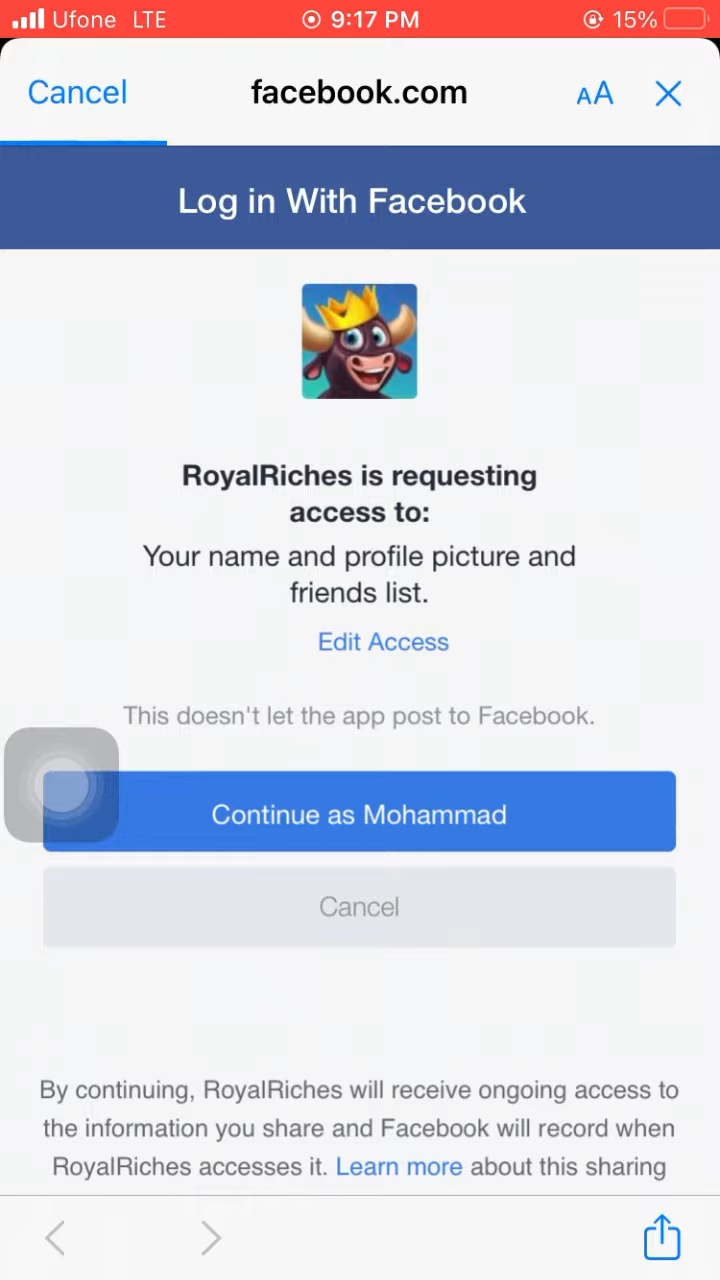 Ufone LTE 9:17 PM 15%
Cancel facebook.com AA
Log in With Facebook
RoyalRiches is requesting
access to:
Your name and profile picture and
friends list.
Edit Access
This doesn't let the app post to Facebook.
Continue as Mohammad
Cancel
By continuing, RoyalRiches will receive ongoing access to
the information you share and Facebook will record when
RoyalRiches accesses it. Learn more about this sharing